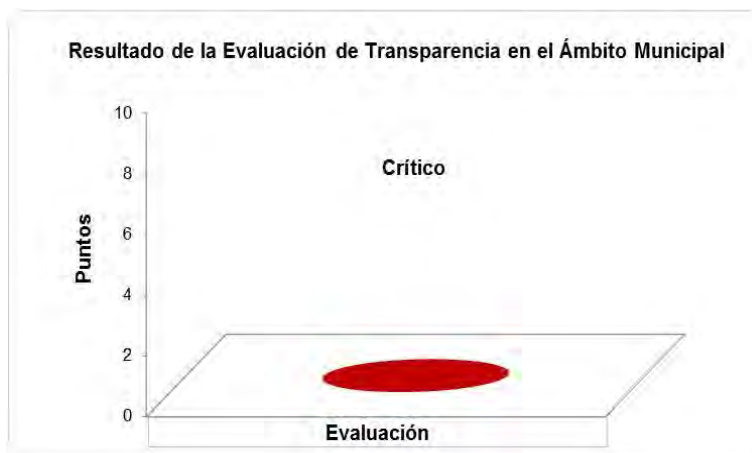 Resultado de la Evaluación de Transparencia en el Ámbito Municipal
10
Crítico
8
6
Puntos
4
2
0
Evaluación